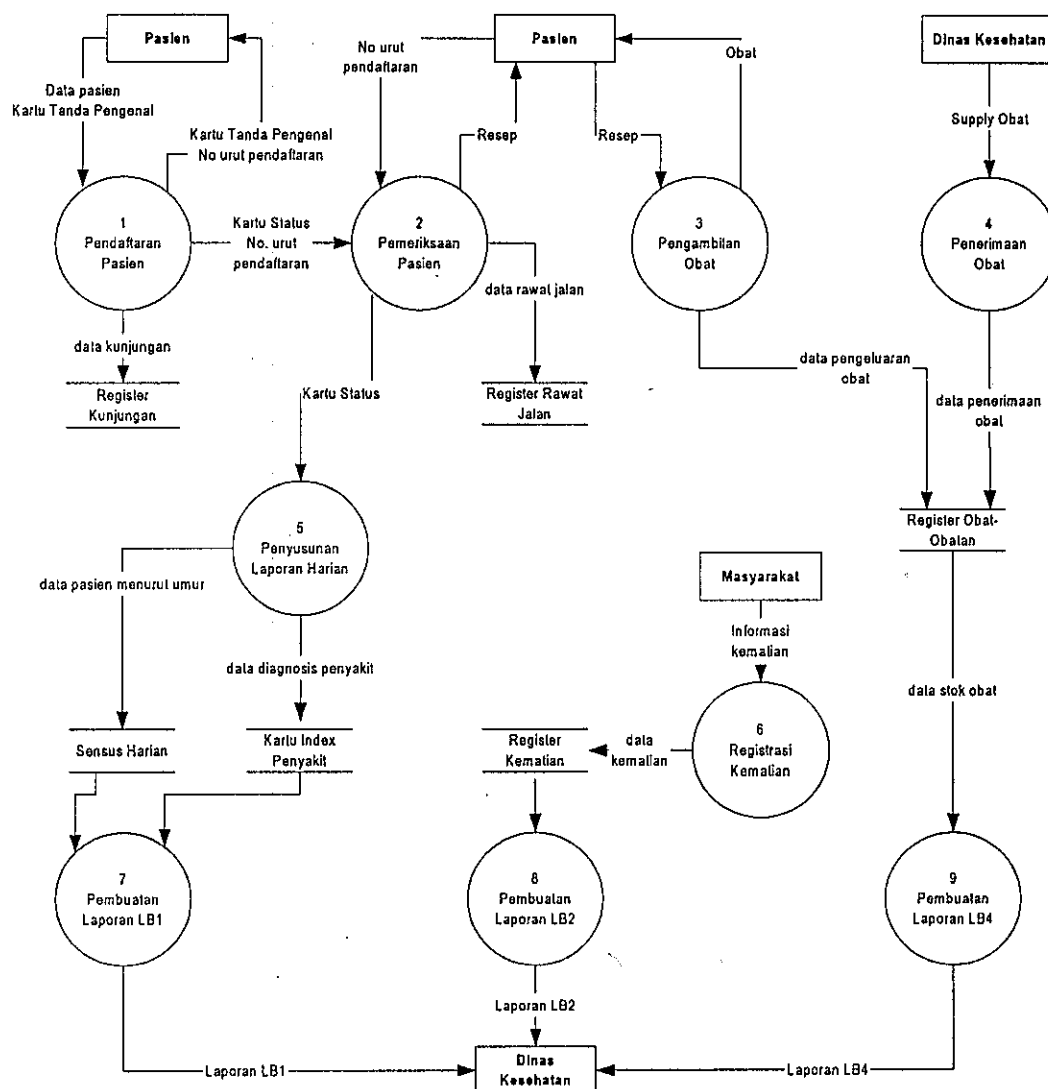 Pasien
Pasien
Dinas Kesehatan
No urut
pendaftaran
Obat
Data pasien
Kartu Tanda Pengenal
Kartu Tanda Pengenal
No urut pendaftaran
Resep
Resep
Supply Obat
1
Pendaftaran
Pasien
Kartu Status
No. urut
pendaftaran
2
Pemeriksaan
Pasien
3
Pengambilan
Obat
4
Penerimaan
Obat
data kunjungan
data rawat jalan
data pengeluaran
obat
Register
Kunjungan
Kartu Status
Register Rawat
Jalan
data penerimaan
obat
5
Penyusunan
Laporan Harian
Register Obat-
Obatan
data pasien menurut umur
Masyarakat
Informasi
kematian
data diagnosis penyakit
data stok obat
Sensus Harian
Kartu Index
Penyakit
Register
Kematian
data
kematian
6
Registrasi
Kematian
7
Pembuatan
Laporan LB1
8
Pembuatan
Laporan LB2
9
Pembuatan
Laporan LB4
Laporan LB2
Laporan LB1
Dinas
Kesehatan
Laporan LB4